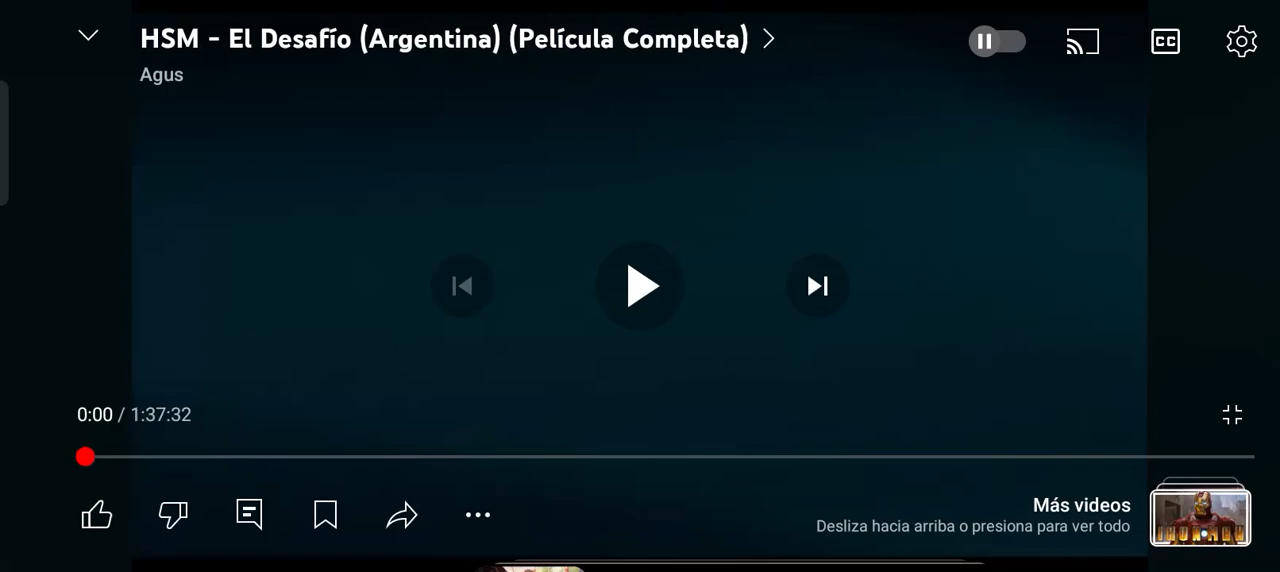 HSM - El Desafío (Argentina) (Película Completa)
Agus
CC
0:00 / 1:37:32
Más videos
Desliza hacia arriba o presiona para ver todo